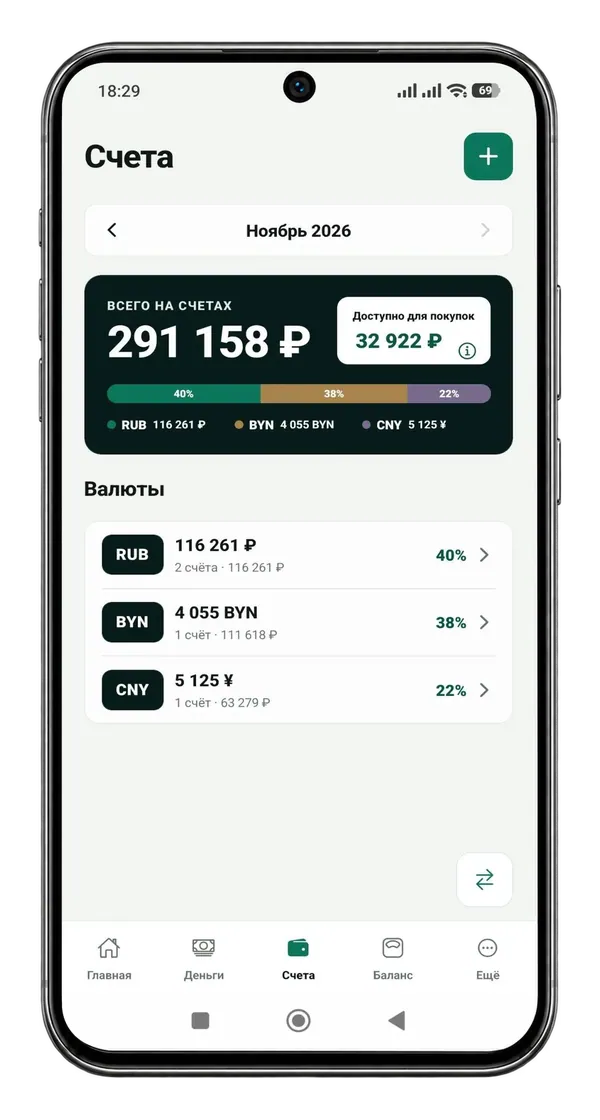 18:29
69
Счета
Ноябрь 2026
ВСЕГО НА СЧЕТАХ
291 158 ₽
Доступно для покупок
32 922 ₽
40% 38% 22%
RUB 116 261 ₽ BYN 4 055 BYN CNY 5 125 ¥
Валюты
RUB
116 261 ₽
2 счёта · 116 261 ₽
40%
BYN
4 055 BYN
1 счёт · 111 618 ₽
38%
CNY
5 125 ¥
1 счёт · 63 279 ₽
22%
Главная Деньги Счета Баланс Ещё